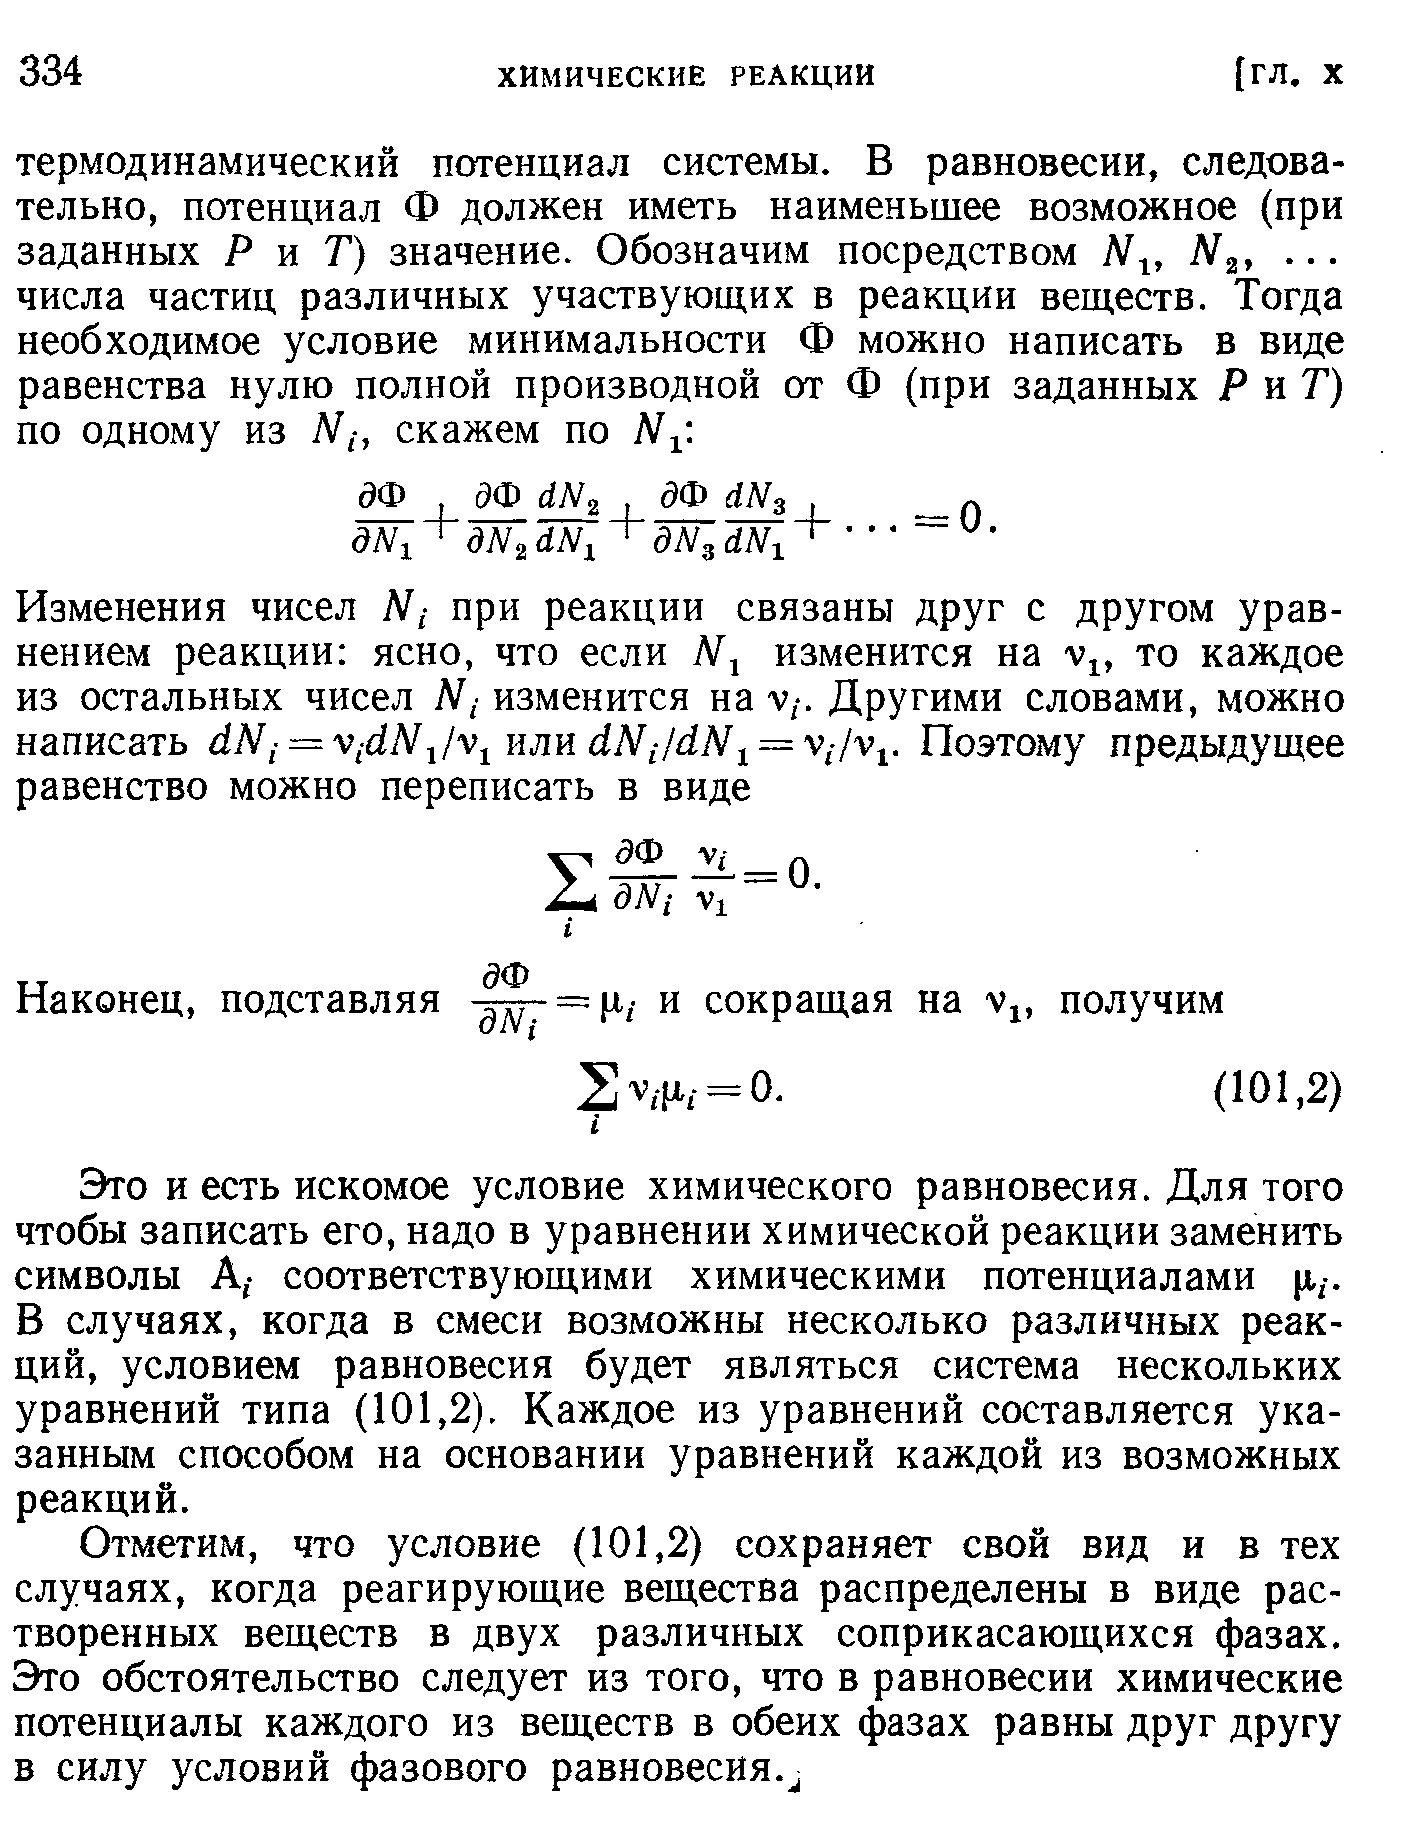 334 ХИМИЧЕСКИЕ РЕАКЦИИ [ГЛ. X
термодинамический потенциал системы. В равновесии, следова-
тельно, потенциал Φ должен иметь наименьшее возможное (при
заданных P и T) значение. Обозначим посредством N₁, N₂, ...
числа частиц различных участвующих в реакции веществ. Тогда
необходимое условие минимальности Φ можно написать в виде
равенства нулю полной производной от Φ (при заданных P и T)
по одному из Nᵢ, скажем по N₁:
∂Φ/∂N₁ + ∂Φ/∂N₂ dN₂/dN₁ + ∂Φ/∂N₃ dN₃/dN₁ + ... = 0.
Изменения чисел Nᵢ при реакции связаны друг с другом урав-
нением реакции: ясно, что если N₁ изменится на ν₁, то каждое
из остальных чисел Nᵢ изменится на νᵢ. Другими словами, можно
написать dNᵢ = νᵢdN₁/ν₁ или dNᵢ/dN₁ = νᵢ/ν₁. Поэтому предыдущее
равенство можно переписать в виде
∑ᵢ ∂Φ/∂Nᵢ νᵢ/ν₁ = 0.
Наконец, подставляя ∂Φ/∂Nᵢ = μᵢ и сокращая на ν₁, получим
∑ᵢ νᵢμᵢ = 0. (101,2)
Это и есть искомое условие химического равновесия. Для того
чтобы записать его, надо в уравнении химической реакции заменить
символы Aᵢ соответствующими химическими потенциалами μᵢ.
В случаях, когда в смеси возможны несколько различных реак-
ций, условием равновесия будет являться система нескольких
уравнений типа (101,2). Каждое из уравнений составляется ука-
занным способом на основании уравнений каждой из возможных
реакций.
Отметим, что условие (101,2) сохраняет свой вид и в тех
случаях, когда реагирующие вещества распределены в виде рас-
творенных веществ в двух различных соприкасающихся фазах.
Это обстоятельство следует из того, что в равновесии химические
потенциалы каждого из веществ в обеих фазах равны друг другу
в силу условий фазового равновесия.